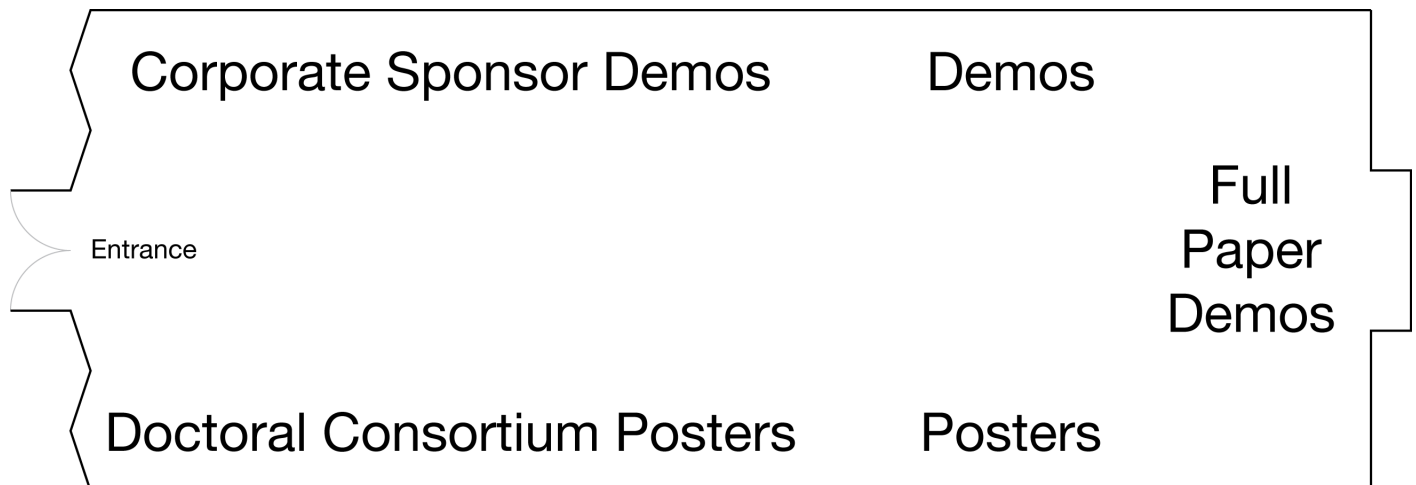 Corporate Sponsor Demos
Demos
Full
Paper
Demos
Entrance
Doctoral Consortium Posters
Posters